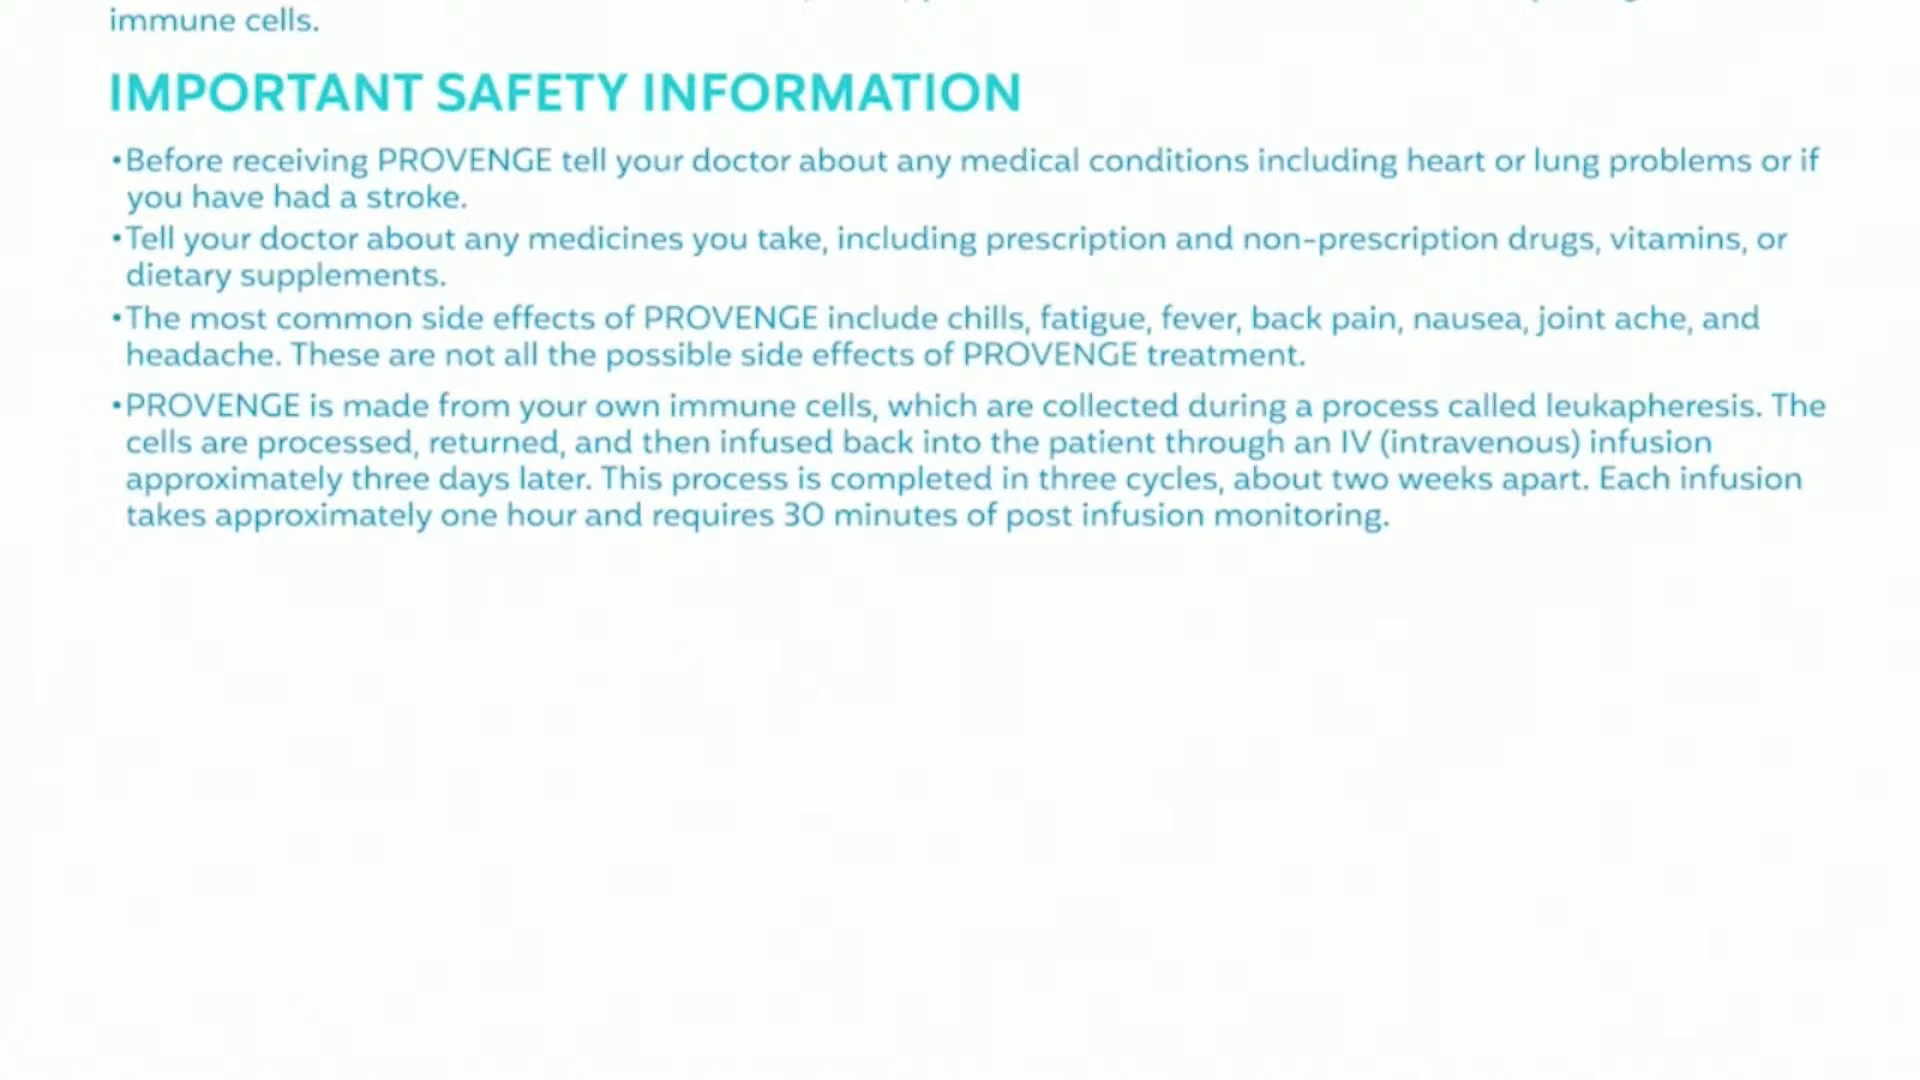 immune cells.
IMPORTANT SAFETY INFORMATION
•Before receiving PROVENGE tell your doctor about any medical conditions including heart or lung problems or if
you have had a stroke.
•Tell your doctor about any medicines you take, including prescription and non-prescription drugs, vitamins, or
dietary supplements.
•The most common side effects of PROVENGE include chills, fatigue, fever, back pain, nausea, joint ache, and
headache. These are not all the possible side effects of PROVENGE treatment.
•PROVENGE is made from your own immune cells, which are collected during a process called leukapheresis. The
cells are processed, returned, and then infused back into the patient through an IV (intravenous) infusion
approximately three days later. This process is completed in three cycles, about two weeks apart. Each infusion
takes approximately one hour and requires 30 minutes of post infusion monitoring.